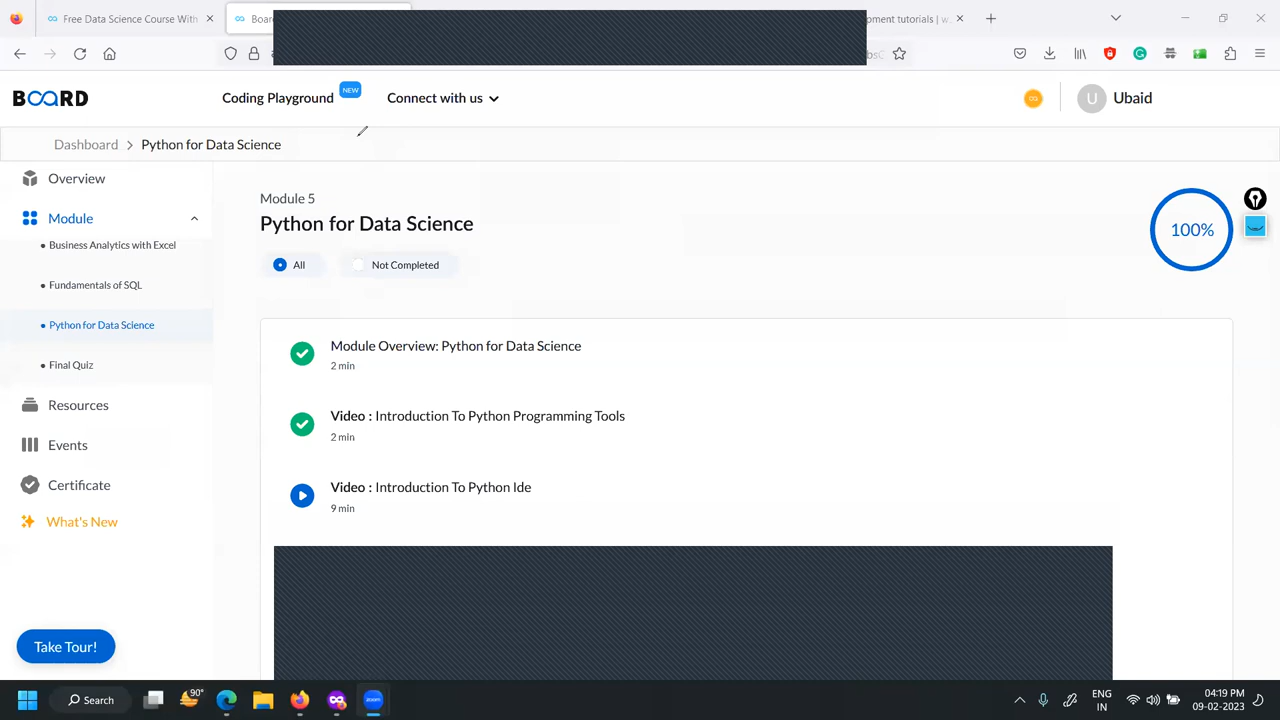 Free Data Science Course With
Boar
pment tutorials | w
bsC
BOARD
Coding Playground
NEW
Connect with us
U
Ubaid
Dashboard > Python for Data Science
Overview
Module
• Business Analytics with Excel
• Fundamentals of SQL
• Python for Data Science
• Final Quiz
Resources
Events
Certificate
What's New
Take Tour!
Module 5
Python for Data Science
100%
All
Not Completed
Module Overview: Python for Data Science
2 min
Video : Introduction To Python Programming Tools
2 min
Video : Introduction To Python Ide
9 min
90°
Search
zoom
ENG
IN
04:19 PM
09-02-2023